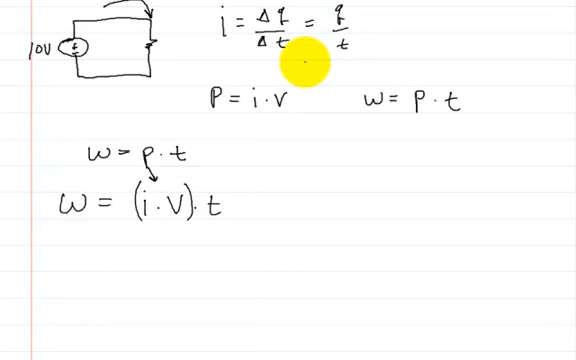 i = Δq/Δt = q/t
10V
P = i·V
w = p·t
w = p·t
w = (i·V)·t